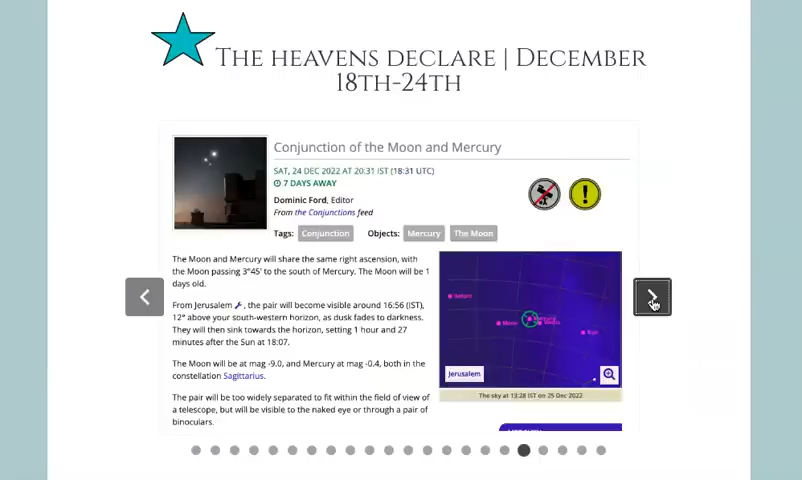 THE HEAVENS DECLARE | DECEMBER
18TH-24TH
Conjunction of the Moon and Mercury
SAT, 24 DEC 2022 AT 20:31 IST (18:31 UTC)
7 DAYS AWAY
Dominic Ford, Editor
From the Conjunctions feed
Tags: Conjunction Objects: Mercury The Moon
The Moon and Mercury will share the same right ascension, with
the Moon passing 3°45' to the south of Mercury. The Moon will be 1
days old.
From Jerusalem , the pair will become visible around 16:56 (IST),
12° above your south-western horizon, as dusk fades to darkness.
They will then sink towards the horizon, setting 1 hour and 27
minutes after the Sun at 18:07.
The Moon will be at mag -9.0, and Mercury at mag -0.4, both in the
constellation Sagittarius.
The pair will be too widely separated to fit within the field of view of
a telescope, but will be visible to the naked eye or through a pair of
binoculars.
Saturn
Moon
Mercury
Venus
Sun
Jerusalem
The sky at 13:28 IST on 25 Dec 2022